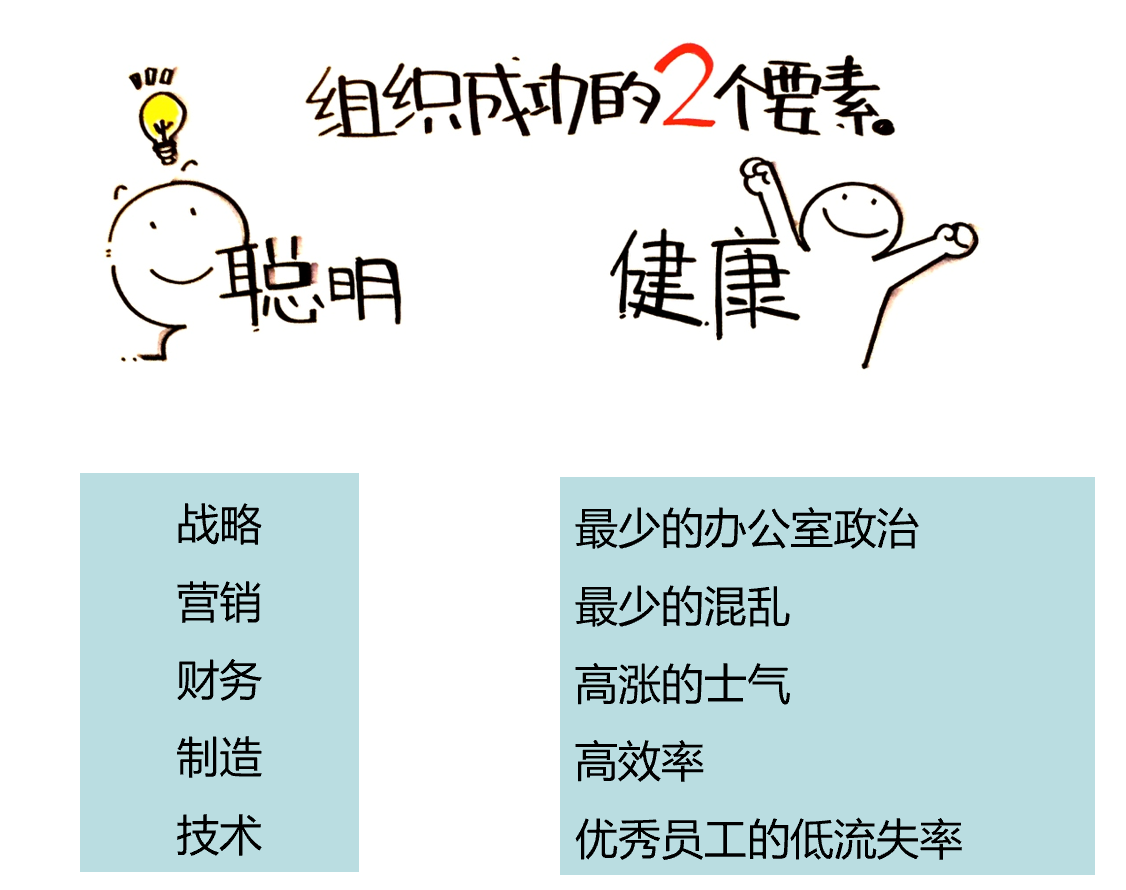 组织成功的2个要素。
聪明
健康
战略
营销
财务
制造
技术
最少的办公室政治
最少的混乱
高涨的士气
高效率
优秀员工的低流失率